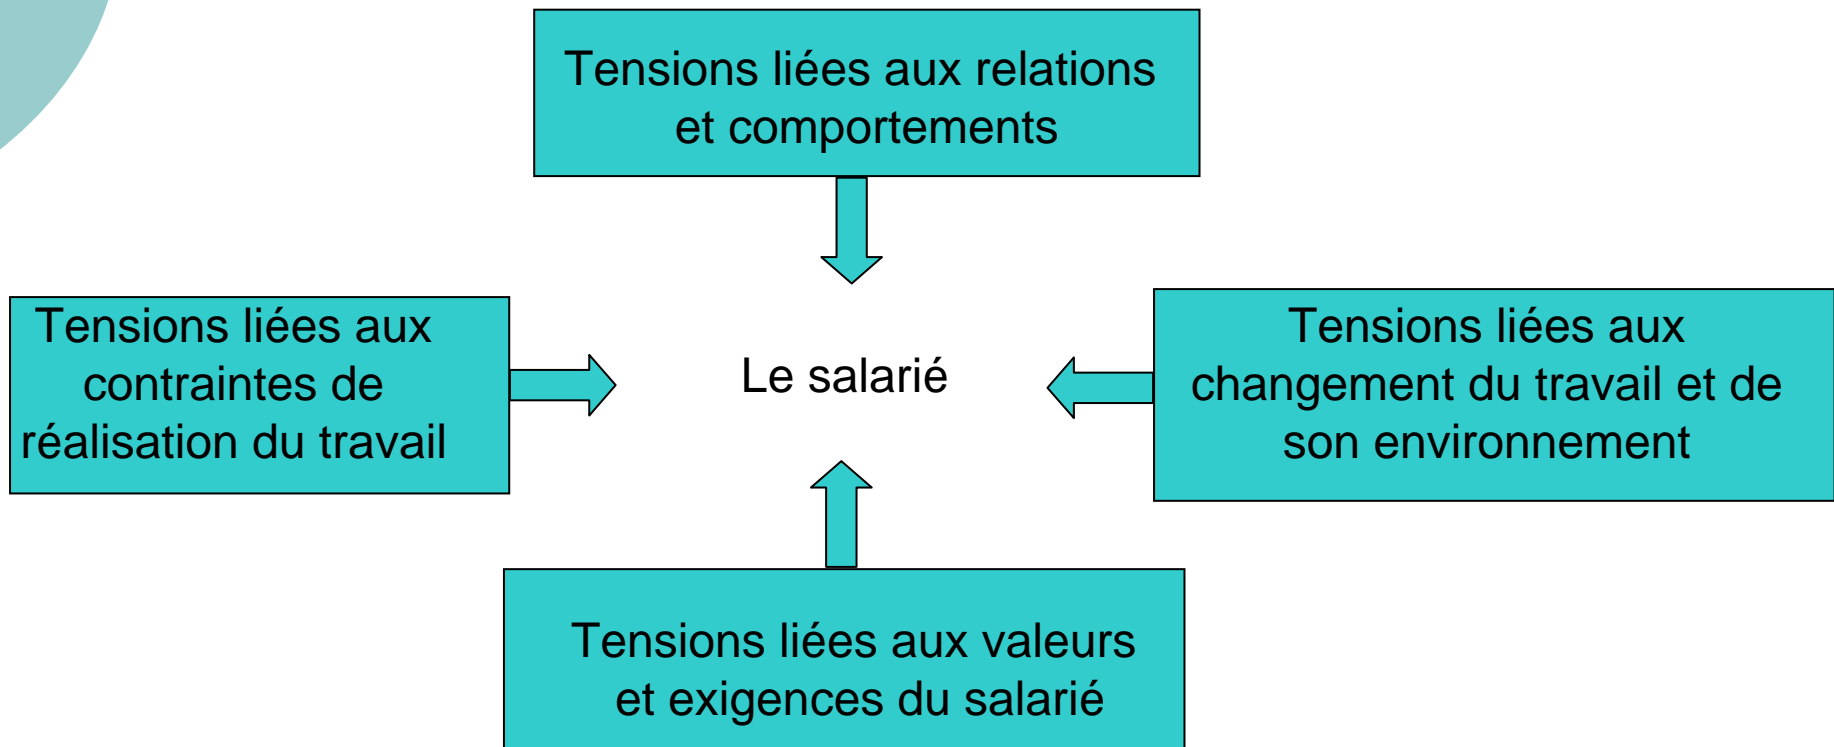 Tensions liées aux relations
et comportements
Tensions liées aux
contraintes de
réalisation du travail
Le salarié
Tensions liées aux
changement du travail et de
son environnement
Tensions liées aux valeurs
et exigences du salarié